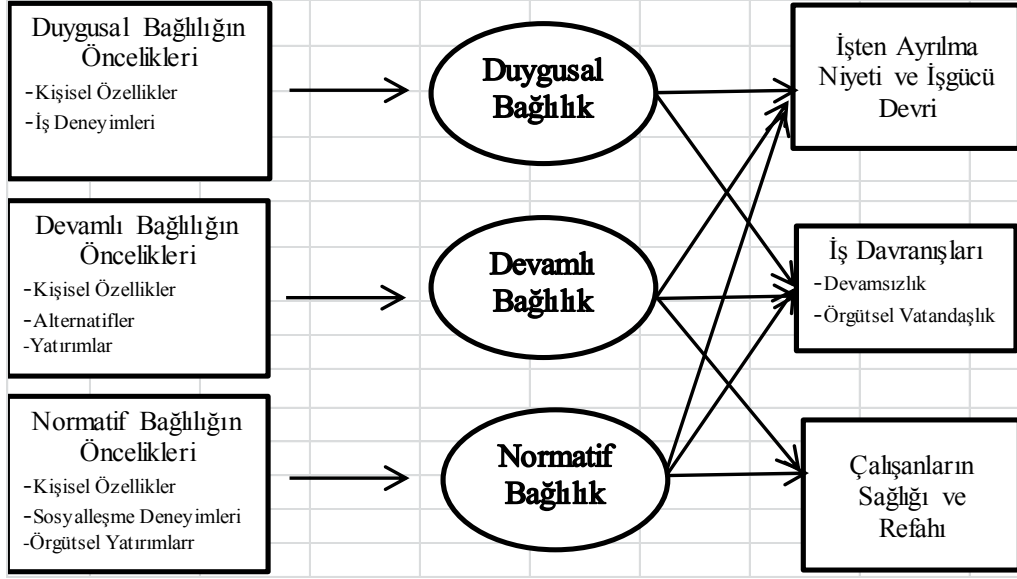 Duygusal Bağlılığın
Öncelikleri
-Kişisel Özellikler
-İş Deneyimleri
Duygusal
Bağlılık
İşten Ayrılma
Niyeti ve İşgücü
Devri
Devamlı Bağlılığın
Öncelikleri
-Kişisel Özellikler
-Alternatifler
-Yatırımlar
Devamlı
Bağlılık
İş Davranışları
-Devamsızlık
-Örgütsel Vatandaşlık
Normatif Bağlılığın
Öncelikleri
-Kişisel Özellikler
-Sosyalleşme Deneyimleri
-Örgütsel Yatırımlarr
Normatif
Bağlılık
Çalışanların
Sağlığı ve
Refahı